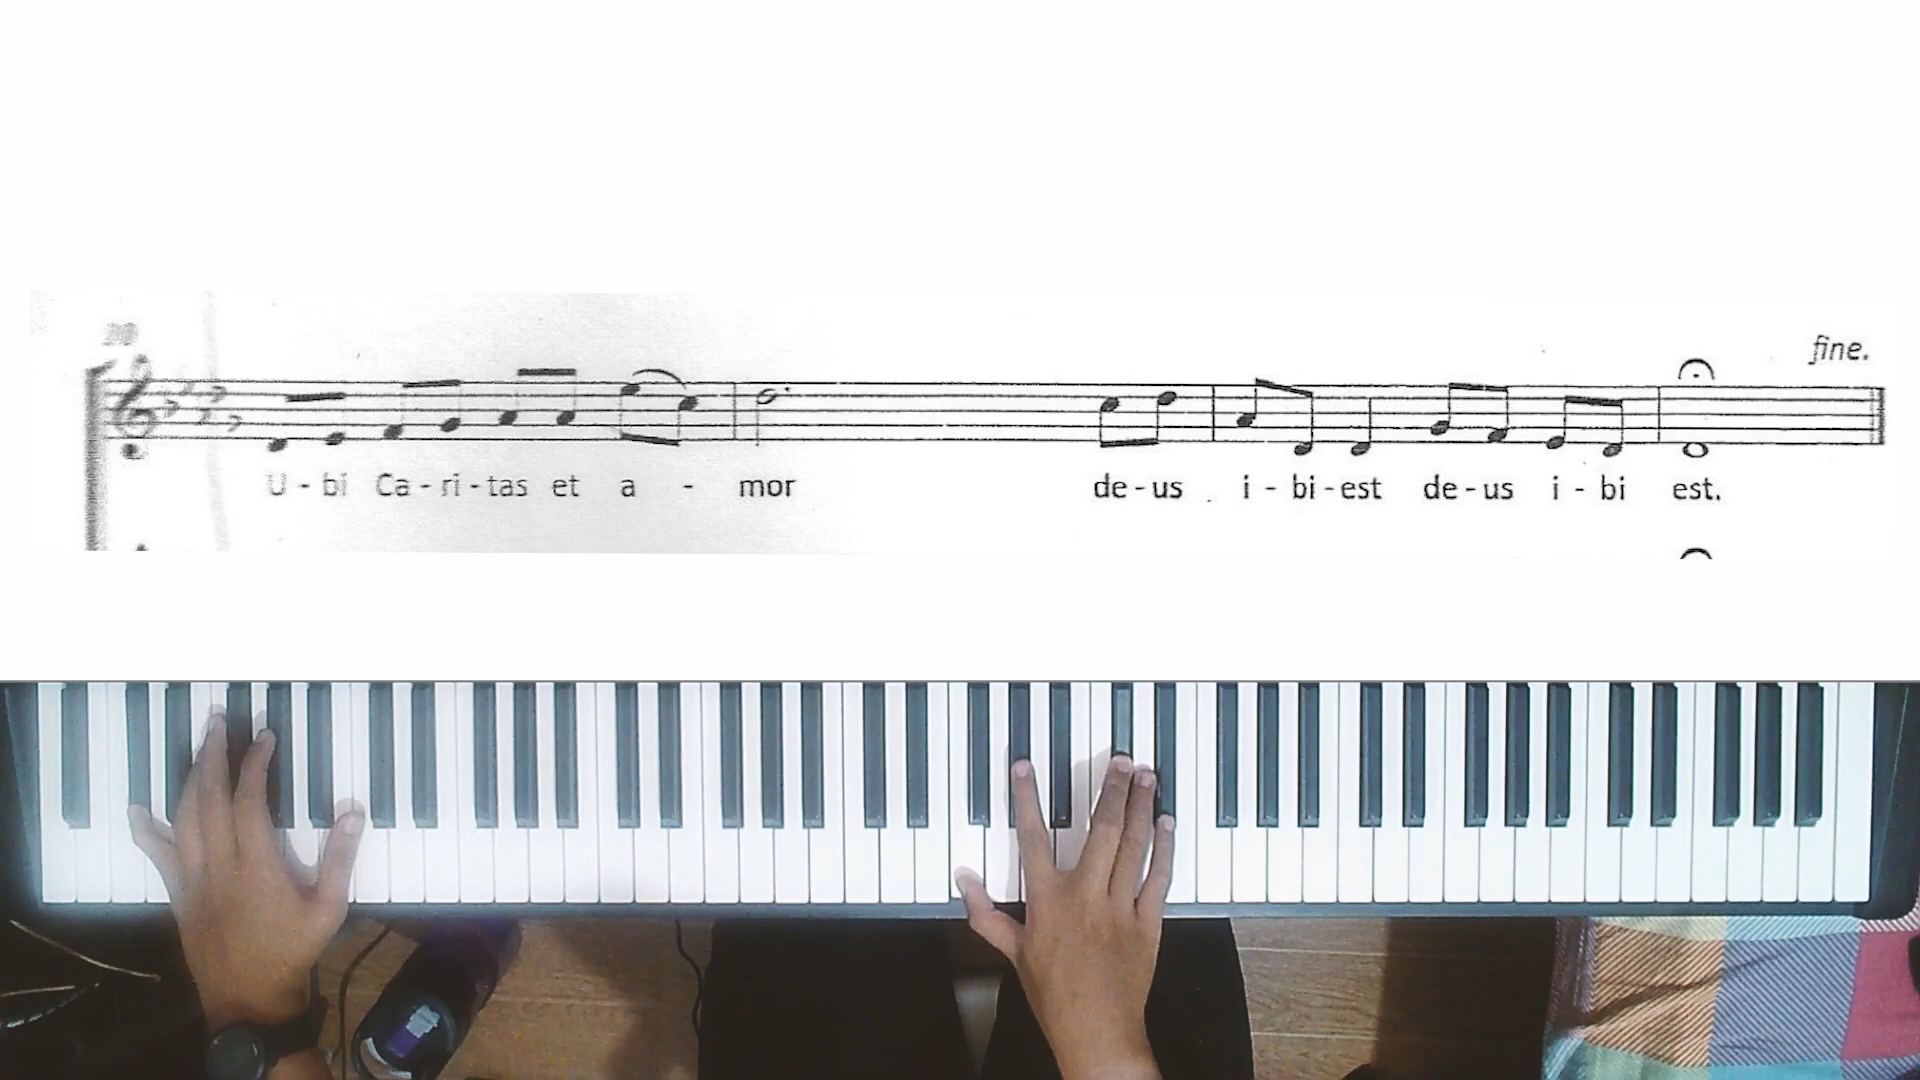 fine.
U - bi Ca - ri - tas et a - mor de - us i - bi - est de - us i - bi est.